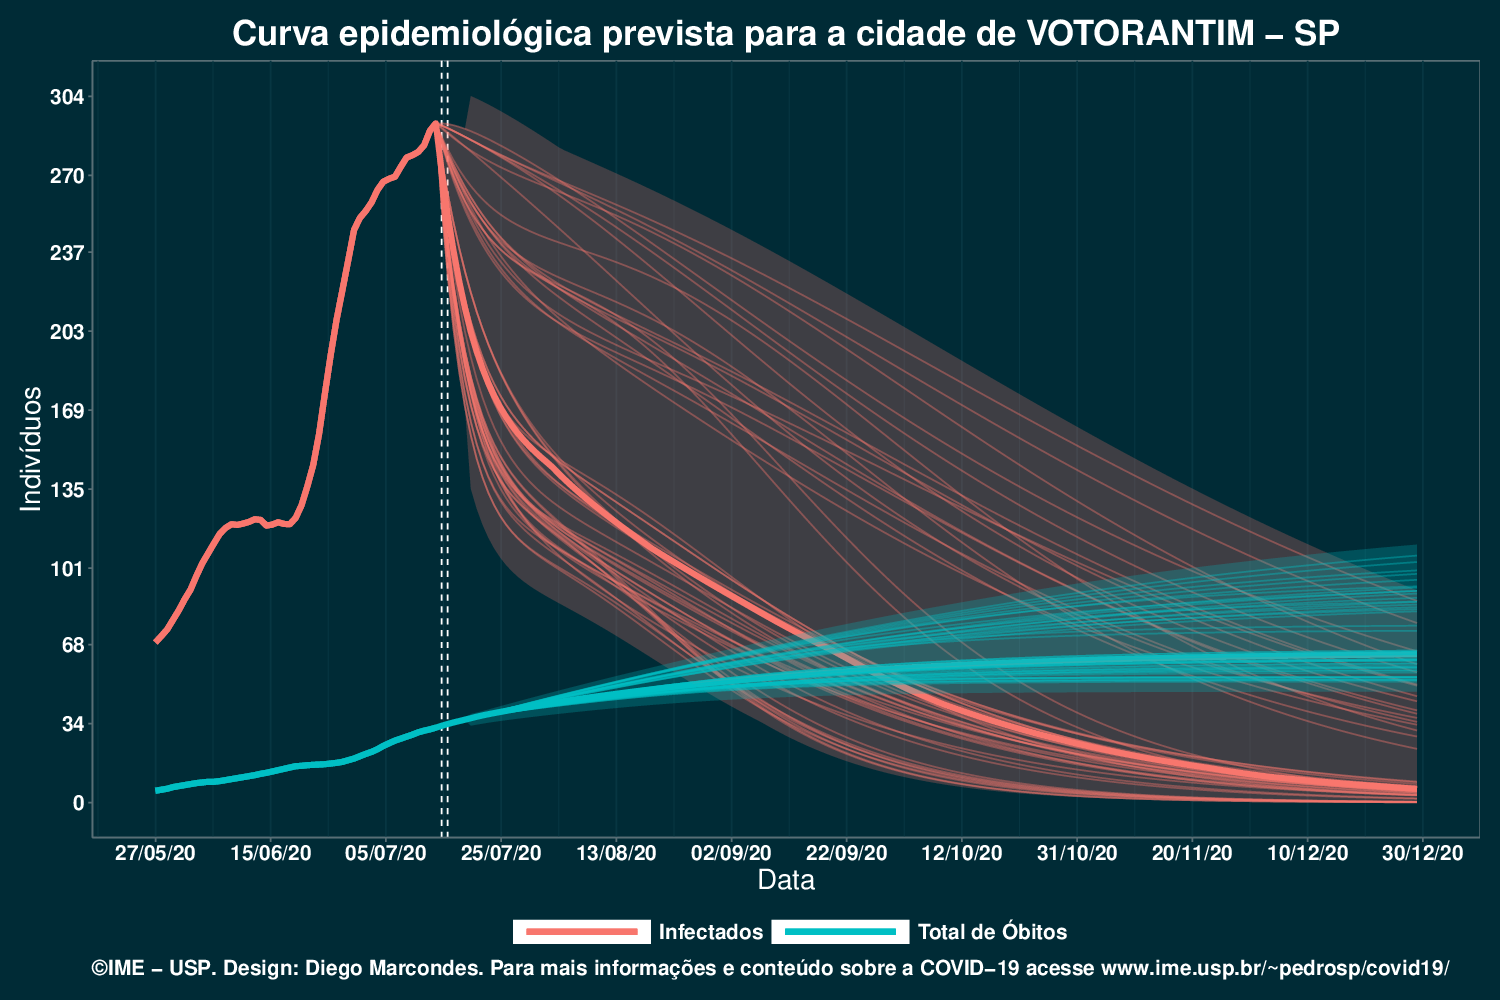 Curva epidemiológica prevista para a cidade de VOTORANTIM – SP
Indivíduos
304
270
237
203
169
135
101
68
34
0
27/05/20 15/06/20 05/07/20 25/07/20 13/08/20 02/09/20 22/09/20 12/10/20 31/10/20 20/11/20 10/12/20 30/12/20
Data
Infectados Total de Óbitos
©IME – USP. Design: Diego Marcondes. Para mais informações e conteúdo sobre a COVID–19 acesse www.ime.usp.br/~pedrosp/covid19/